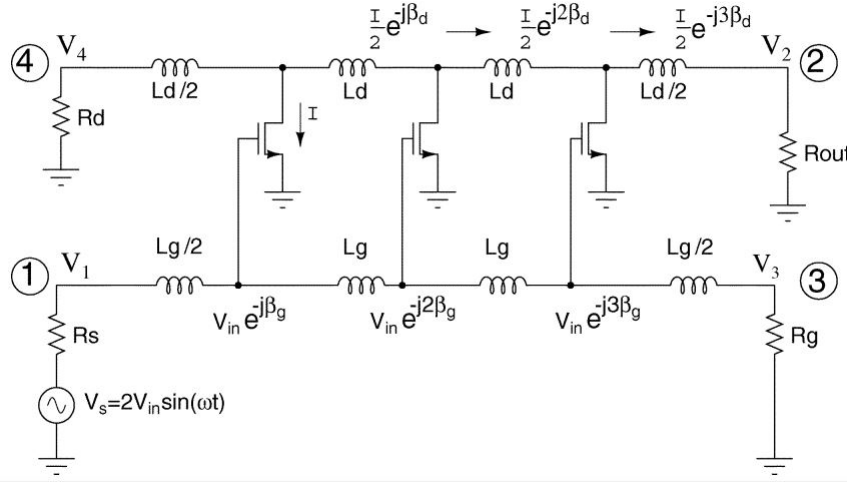 I/2 e^-jβd → I/2 e^-j2βd → I/2 e^-j3βd
④ V4 V2 ②
Ld/2 Ld Ld Ld/2
Rd I Rout
Lg/2 Lg Lg Lg/2
① V1 V3 ③
Vin e^-jβg Vin e^-j2βg Vin e^-j3βg
Rs Rg
Vs=2Vinsin(ωt)